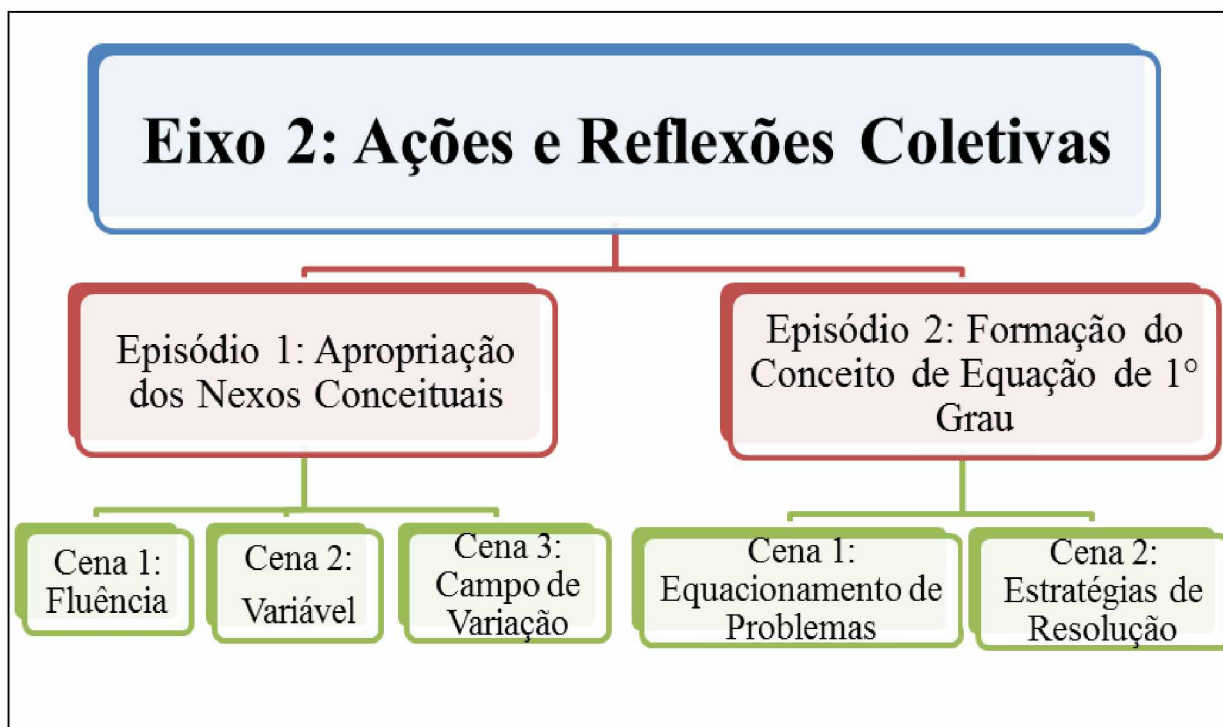 Eixo 2: Ações e Reflexões Coletivas
Episódio 1: Apropriação
dos Nexos Conceituais
Episódio 2: Formação do
Conceito de Equação de 1°
Grau
Cena 1:
Fluência
Cena 2:
Variável
Cena 3:
Campo de
Variação
Cena 1:
Equacionamento de
Problemas
Cena 2:
Estratégias de
Resolução